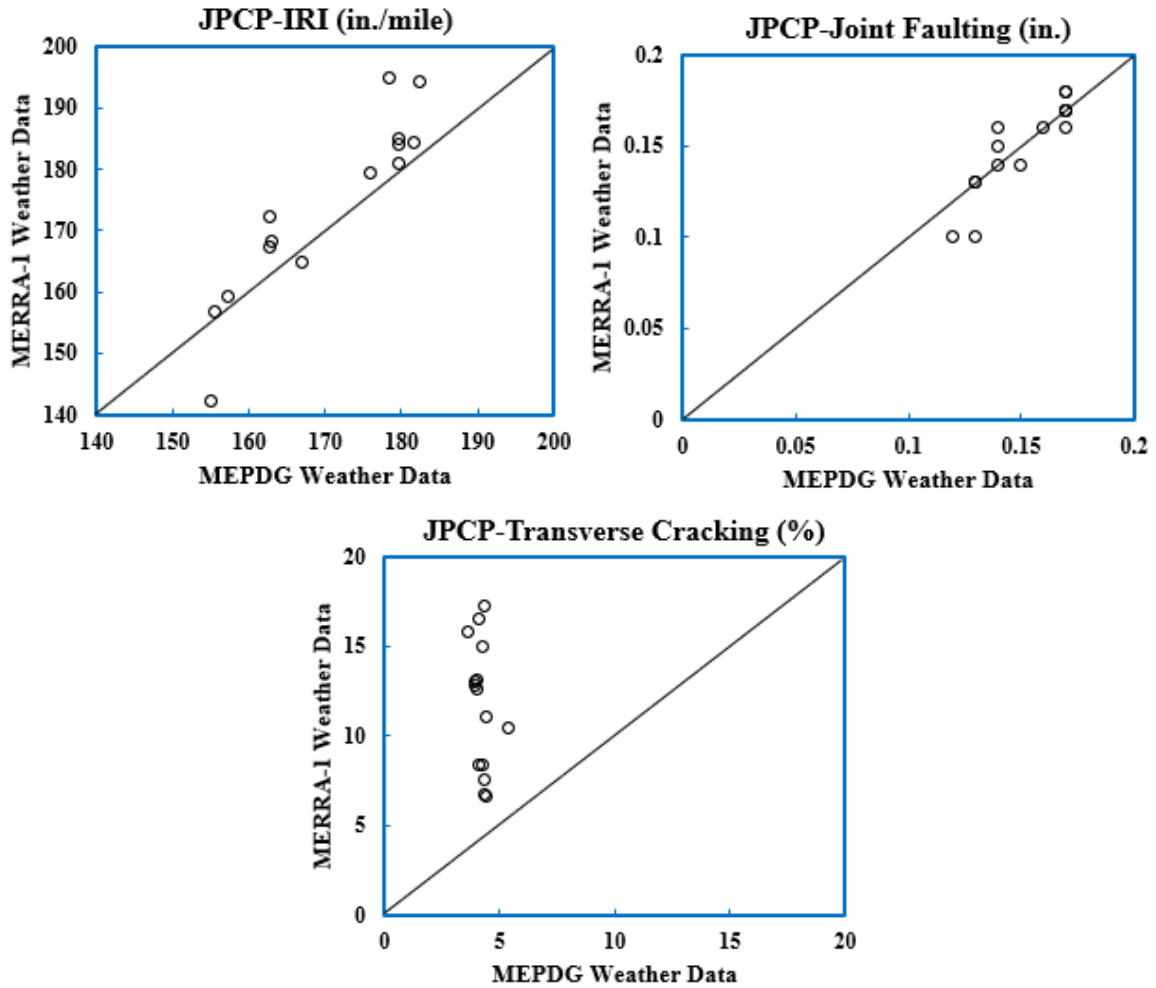 JPCP-IRI (in./mile)
MERRA-1 Weather Data
200
190
180
170
160
150
140
140 150 160 170 180 190 200
MEPDG Weather Data
JPCP-Joint Faulting (in.)
MERRA-1 Weather Data
0.2
0.15
0.1
0.05
0
0 0.05 0.1 0.15 0.2
MEPDG Weather Data
JPCP-Transverse Cracking (%)
MERRA-1 Weather Data
20
15
10
5
0
0 5 10 15 20
MEPDG Weather Data